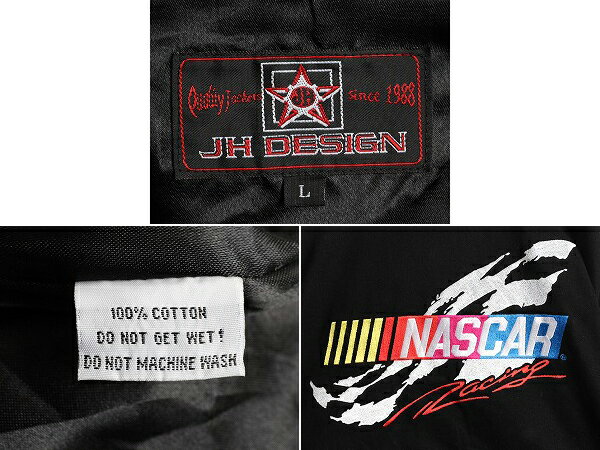 Quality Jackets
Since 1988
JH DESIGN
L
100% COTTON
DO NOT GET WET!
DO NOT MACHINE WASH
NASCAR®
Racing